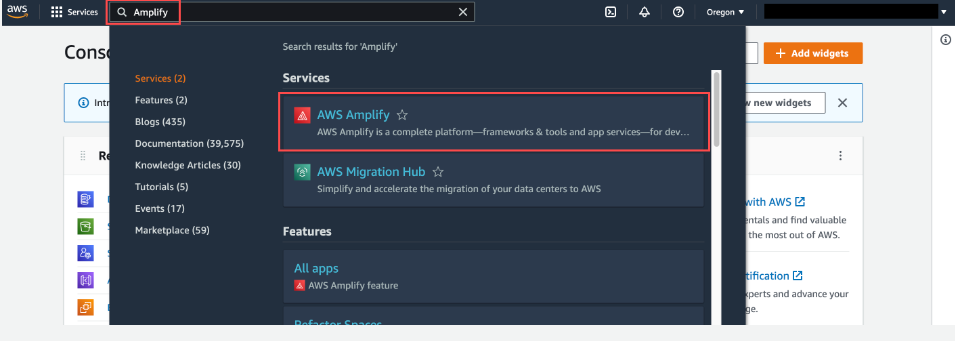 aws
Services
Amplify
Oregon
Conso
Add widgets
Search results for 'Amplify'
Services (2)
Features (2)
Blogs (435)
Documentation (39,575)
Knowledge Articles (30)
Tutorials (5)
Events (17)
Marketplace (59)
Services
AWS Amplify
AWS Amplify is a complete platform—frameworks & tools and app services—for dev…
AWS Migration Hub
Simplify and accelerate the migration of your data centers to AWS
Features
All apps
AWS Amplify feature
Refactor Spaces
Intr
new widgets
Re
with AWS
entals and find valuable
the most out of AWS.
tification
xperts and advance your
ge.